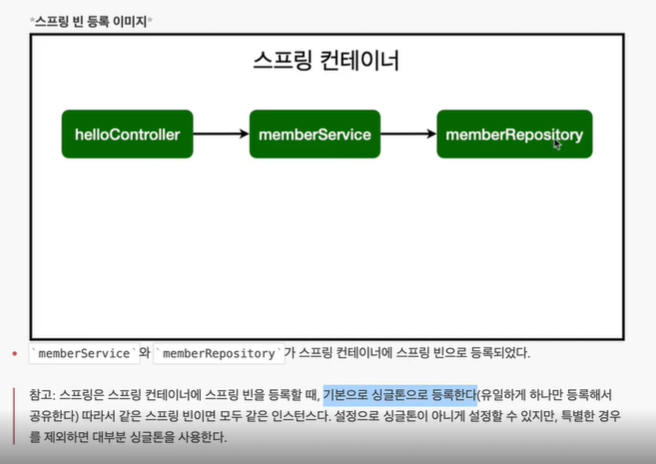 *스프링 빈 등록 이미지*
스프링 컨테이너
helloController
memberService
memberRepository
`memberService`와 `memberRepository`가 스프링 컨테이너에 스프링 빈으로 등록되었다.
참고: 스프링은 스프링 컨테이너에 스프링 빈을 등록할 때, 기본으로 싱글톤으로 등록한다(유일하게 하나만 등록해서
공유한다) 따라서 같은 스프링 빈이면 모두 같은 인스턴스다. 설정으로 싱글톤이 아니게 설정할 수 있지만, 특별한 경우
를 제외하면 대부분 싱글톤을 사용한다.